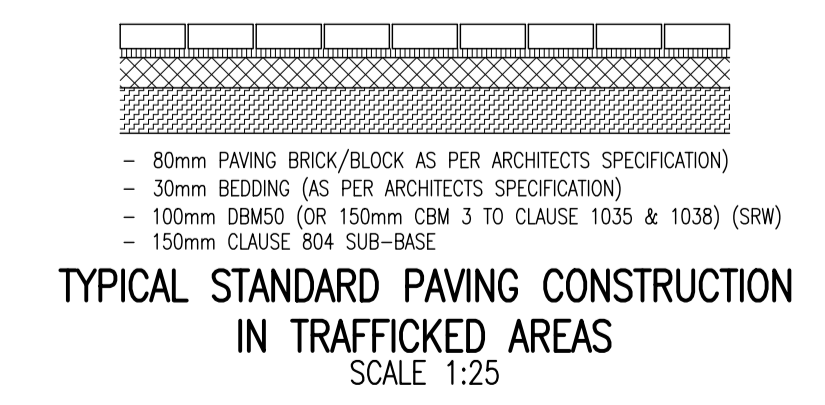 - 80mm PAVING BRICK/BLOCK AS PER ARCHITECTS SPECIFICATION)
- 30mm BEDDING (AS PER ARCHITECTS SPECIFICATION)
- 100mm DBM50 (OR 150mm CBM 3 TO CLAUSE 1035 & 1038) (SRW)
- 150mm CLAUSE 804 SUB-BASE
TYPICAL STANDARD PAVING CONSTRUCTION
IN TRAFFICKED AREAS
SCALE 1:25